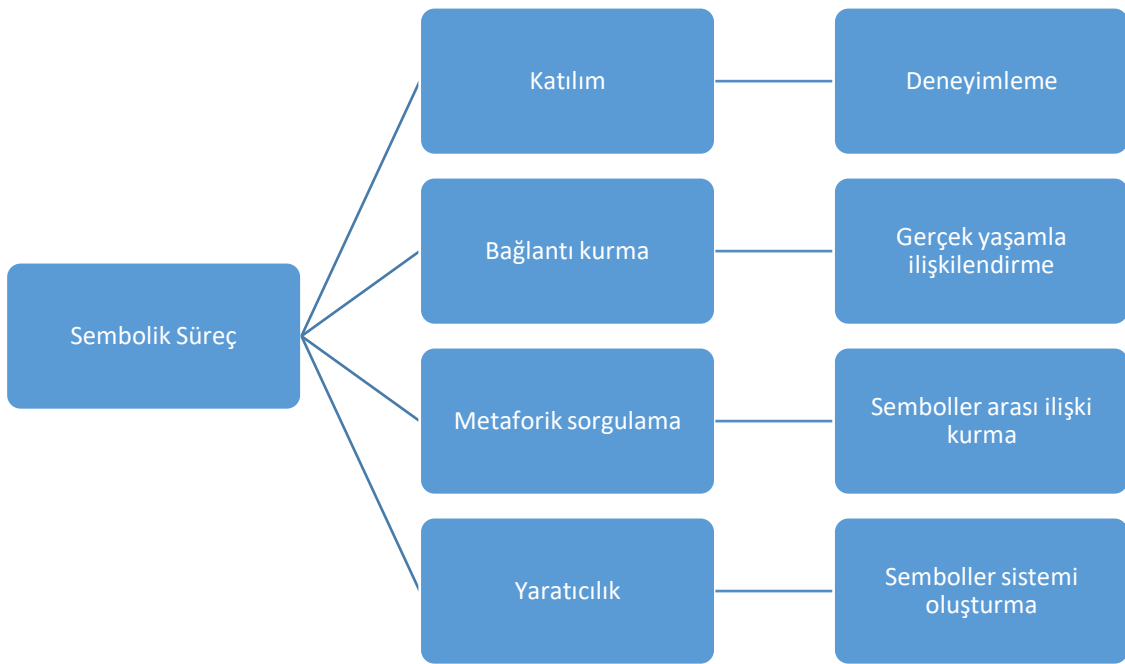 Katılım
Deneyimleme
Bağlantı kurma
Gerçek yaşamla
ilişkilendirme
Sembolik Süreç
Metaforik sorgulama
Semboller arası ilişki
kurma
Yaratıcılık
Semboller sistemi
oluşturma